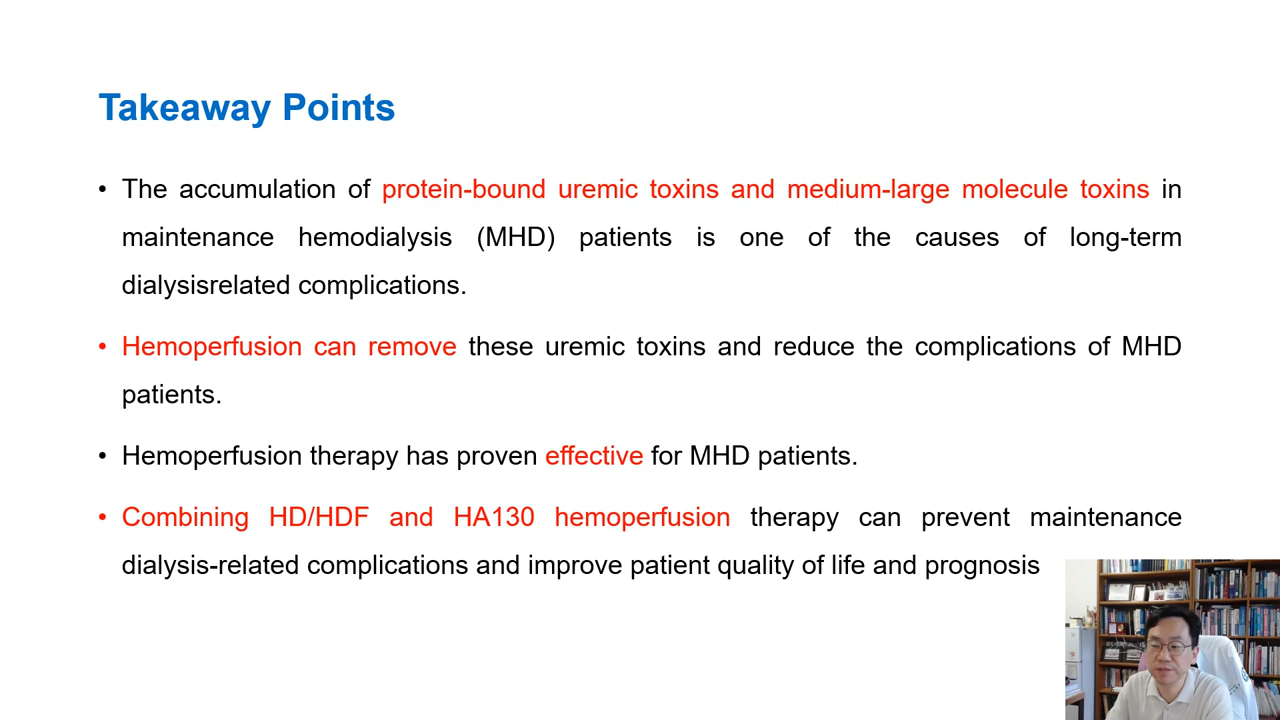 Takeaway Points
• The accumulation of protein-bound uremic toxins and medium-large molecule toxins in
maintenance hemodialysis (MHD) patients is one of the causes of long-term
dialysisrelated complications.
• Hemoperfusion can remove these uremic toxins and reduce the complications of MHD
patients.
• Hemoperfusion therapy has proven effective for MHD patients.
• Combining HD/HDF and HA130 hemoperfusion therapy can prevent maintenance
dialysis-related complications and improve patient quality of life and prognosis